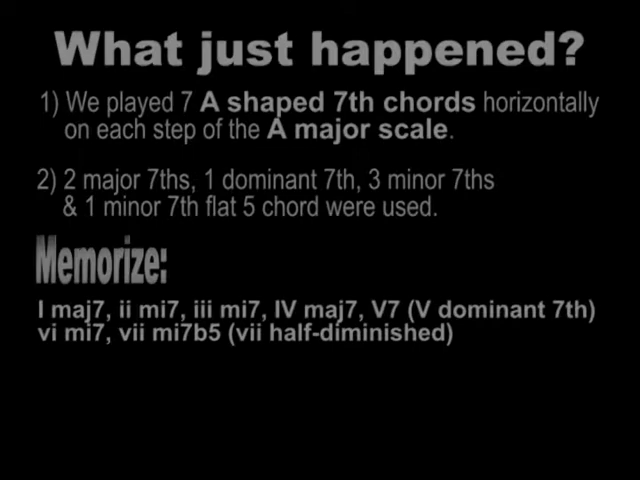 What just happened?
1) We played 7 A shaped 7th chords horizontally
on each step of the A major scale.
2) 2 major 7ths, 1 dominant 7th, 3 minor 7ths
& 1 minor 7th flat 5 chord were used.
Memorize:
I maj7, ii mi7, iii mi7, IV maj7, V7 (V dominant 7th)
vi mi7, vii mi7b5 (vii half-diminished)